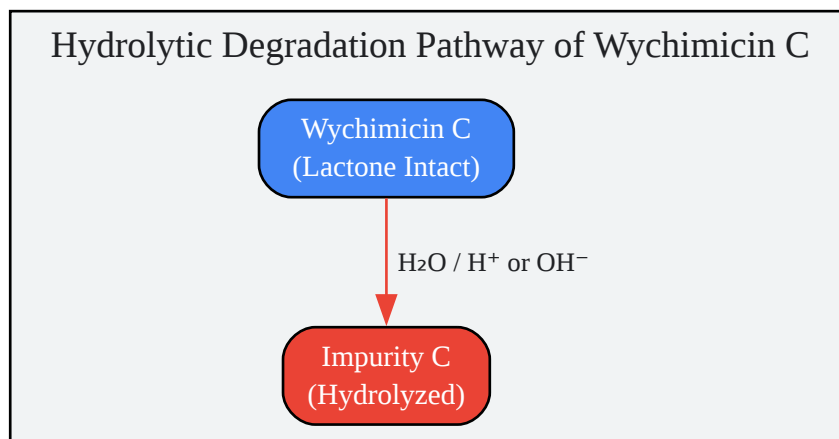 Hydrolytic Degradation Pathway of Wychimicin C
Wychimicin C
(Lactone Intact)
H₂O / H⁺ or OH⁻
Impurity C
(Hydrolyzed)